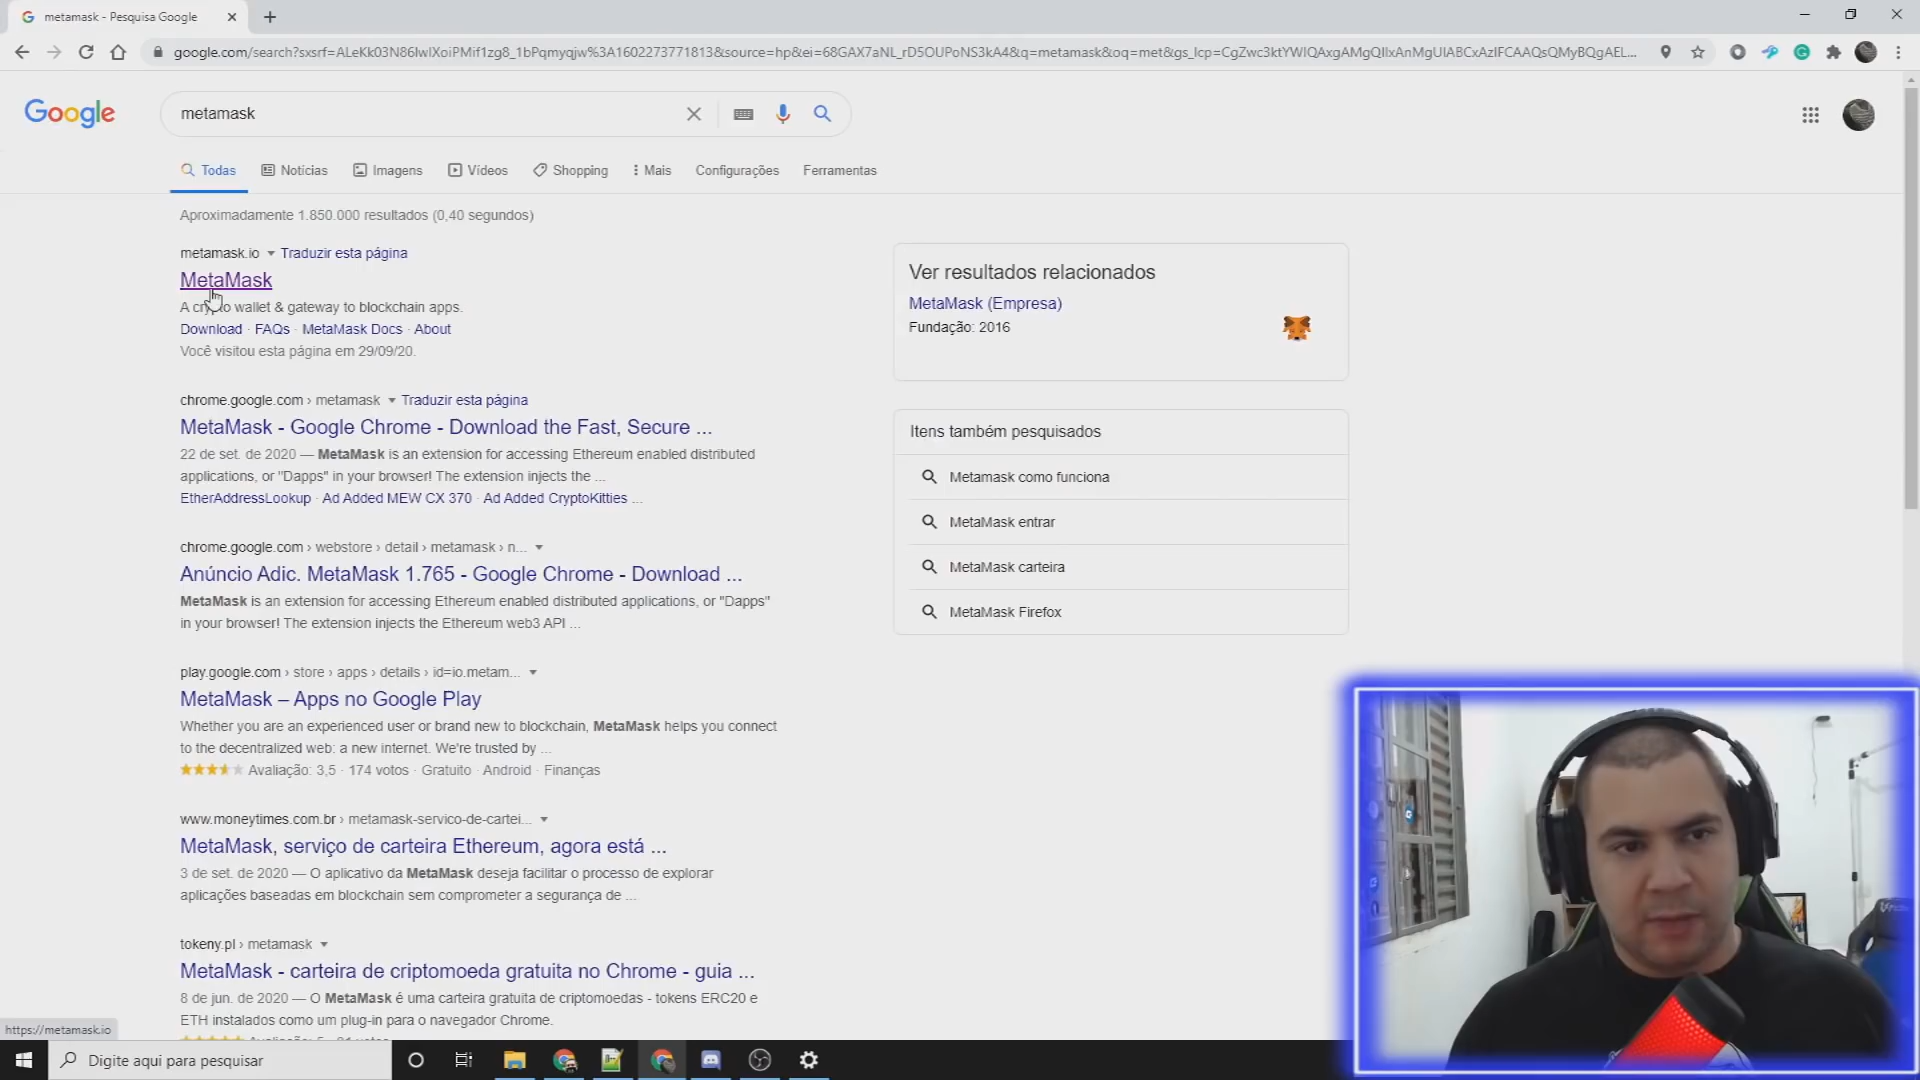 metamask - Pesquisa Google
google.com/search?sxsrf=ALeKk03N86IwIXoiPMif1zg8_1bPqmyqjw%3A1602273771813&source=hp&ei=68GAX7aNL_rD5OUPoNS3kA4&q=metamask&oq=met&gs_lcp=CgZwc3ktYWIQAxgAMgQIIxAnMgUIABCxAzIFCAAQsQMyBQgAEL...
Google
metamask
Todas
Notícias
Imagens
Vídeos
Shopping
Mais
Configurações
Ferramentas
Aproximadamente 1.850.000 resultados (0,40 segundos)
metamask.io Traduzir esta página
MetaMask
A crypto wallet & gateway to blockchain apps.
Download · FAQs · MetaMask Docs · About
Você visitou esta página em 29/09/20.
chrome.google.com › metamask Traduzir esta página
MetaMask - Google Chrome - Download the Fast, Secure ...
22 de set. de 2020 — MetaMask is an extension for accessing Ethereum enabled distributed
applications, or "Dapps" in your browser! The extension injects the ...
EtherAddressLookup · Ad Added MEW CX 370 · Ad Added CryptoKitties ...
chrome.google.com › webstore › detail › metamask › n...
Anúncio Adic. MetaMask 1.765 - Google Chrome - Download ...
MetaMask is an extension for accessing Ethereum enabled distributed applications, or "Dapps"
in your browser! The extension injects the Ethereum web3 API ...
play.google.com › store › apps › details › id=io.metam...
MetaMask – Apps no Google Play
Whether you are an experienced user or brand new to blockchain, MetaMask helps you connect
to the decentralized web: a new internet. We're trusted by ...
Avaliação: 3,5 · 174 votos · Gratuito · Android · Finanças
www.moneytimes.com.br › metamask-servico-de-cartei...
MetaMask, serviço de carteira Ethereum, agora está ...
3 de set. de 2020 — O aplicativo da MetaMask deseja facilitar o processo de explorar
aplicações baseadas em blockchain sem comprometer a segurança de ...
tokeny.pl › metamask
MetaMask - carteira de criptomoeda gratuita no Chrome - guia ...
8 de jun. de 2020 — O MetaMask é uma carteira gratuita de criptomoedas - tokens ERC20 e
ETH instalados como um plug-in para o navegador Chrome.
Ver resultados relacionados
MetaMask (Empresa)
Fundação: 2016
Itens também pesquisados
Metamask como funciona
MetaMask entrar
MetaMask carteira
MetaMask Firefox
https://metamask.io
Digite aqui para pesquisar